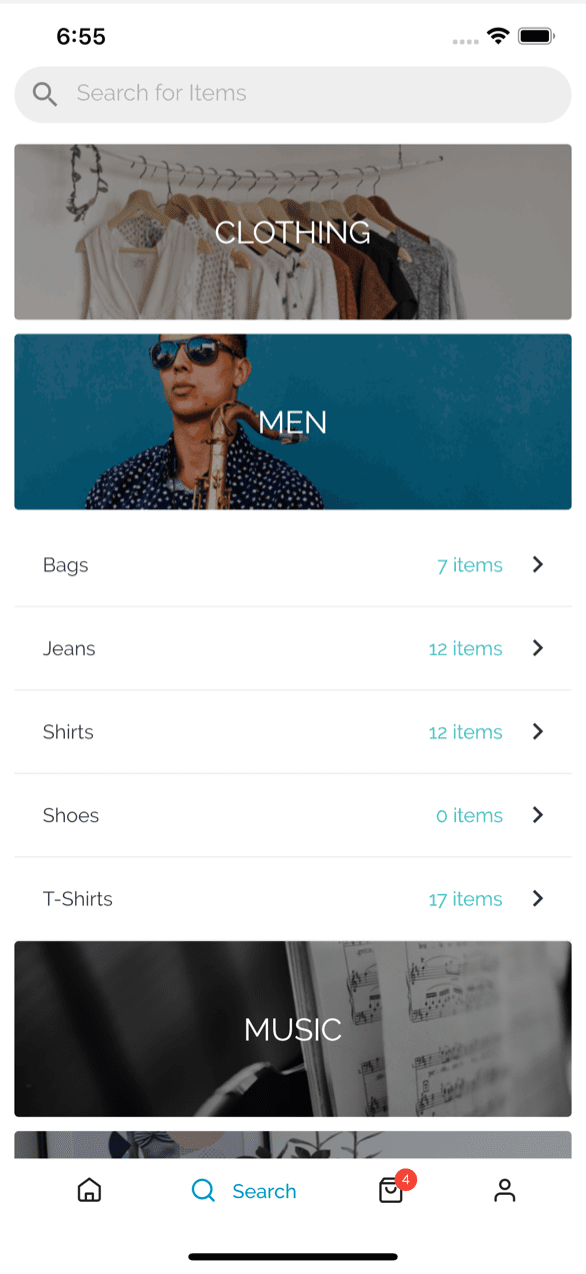 6:55
Search for Items
CLOTHING
MEN
Bags 7 items
Jeans 12 items
Shirts 12 items
Shoes 0 items
T-Shirts 17 items
MUSIC
Search 4